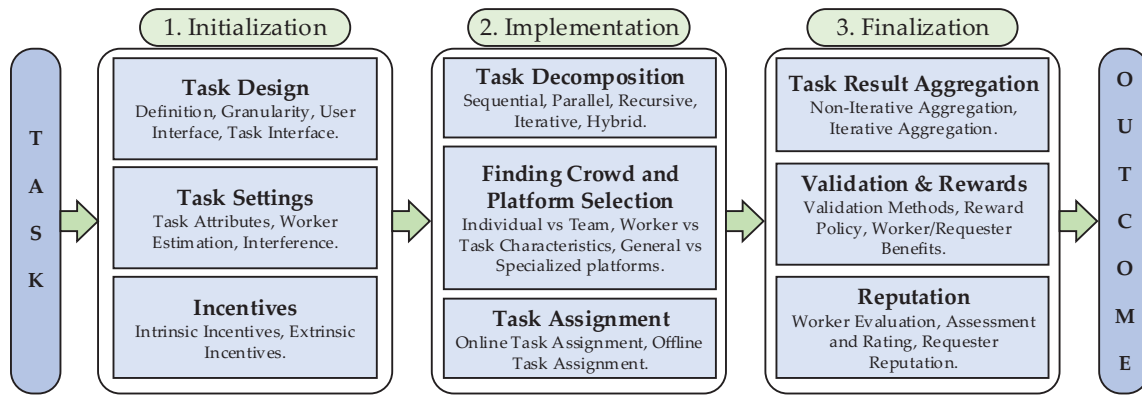 TASK
1. Initialization
Task Design
Definition, Granularity, User
Interface, Task Interface.
Task Settings
Task Attributes, Worker
Estimation, Interference.
Incentives
Intrinsic Incentives, Extrinsic
Incentives.
2. Implementation
Task Decomposition
Sequential, Parallel, Recursive,
Iterative, Hybrid.
Finding Crowd and
Platform Selection
Individual vs Team, Worker vs
Task Characteristics, General vs
Specialized platforms.
Task Assignment
Online Task Assignment, Offline
Task Assignment.
3. Finalization
Task Result Aggregation
Non-Iterative Aggregation,
Iterative Aggregation.
Validation & Rewards
Validation Methods, Reward
Policy, Worker/Requester
Benefits.
Reputation
Worker Evaluation, Assessment
and Rating, Requester
Reputation.
OUTCOME